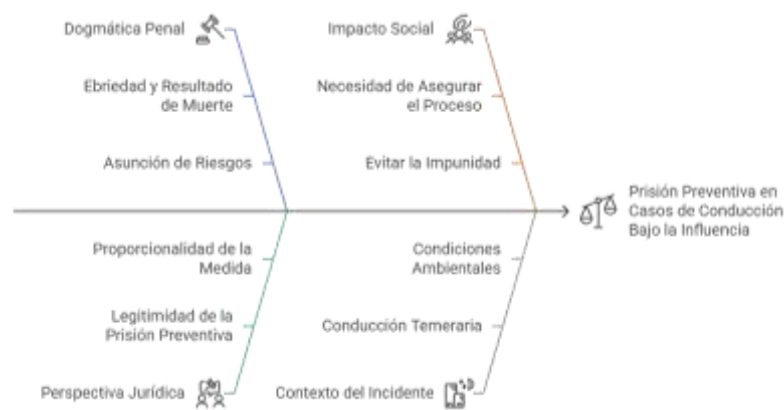 Dogmática Penal
Ebriedad y Resultado
de Muerte
Asunción de Riesgos
Impacto Social
Necesidad de Asegurar
el Proceso
Evitar la Impunidad
Prisión Preventiva en
Casos de Conducción
Bajo la Influencia
Proporcionalidad de la
Medida
Legitimidad de la
Prisión Preventiva
Perspectiva Jurídica
Condiciones
Ambientales
Conducción Temeraria
Contexto del Incidente